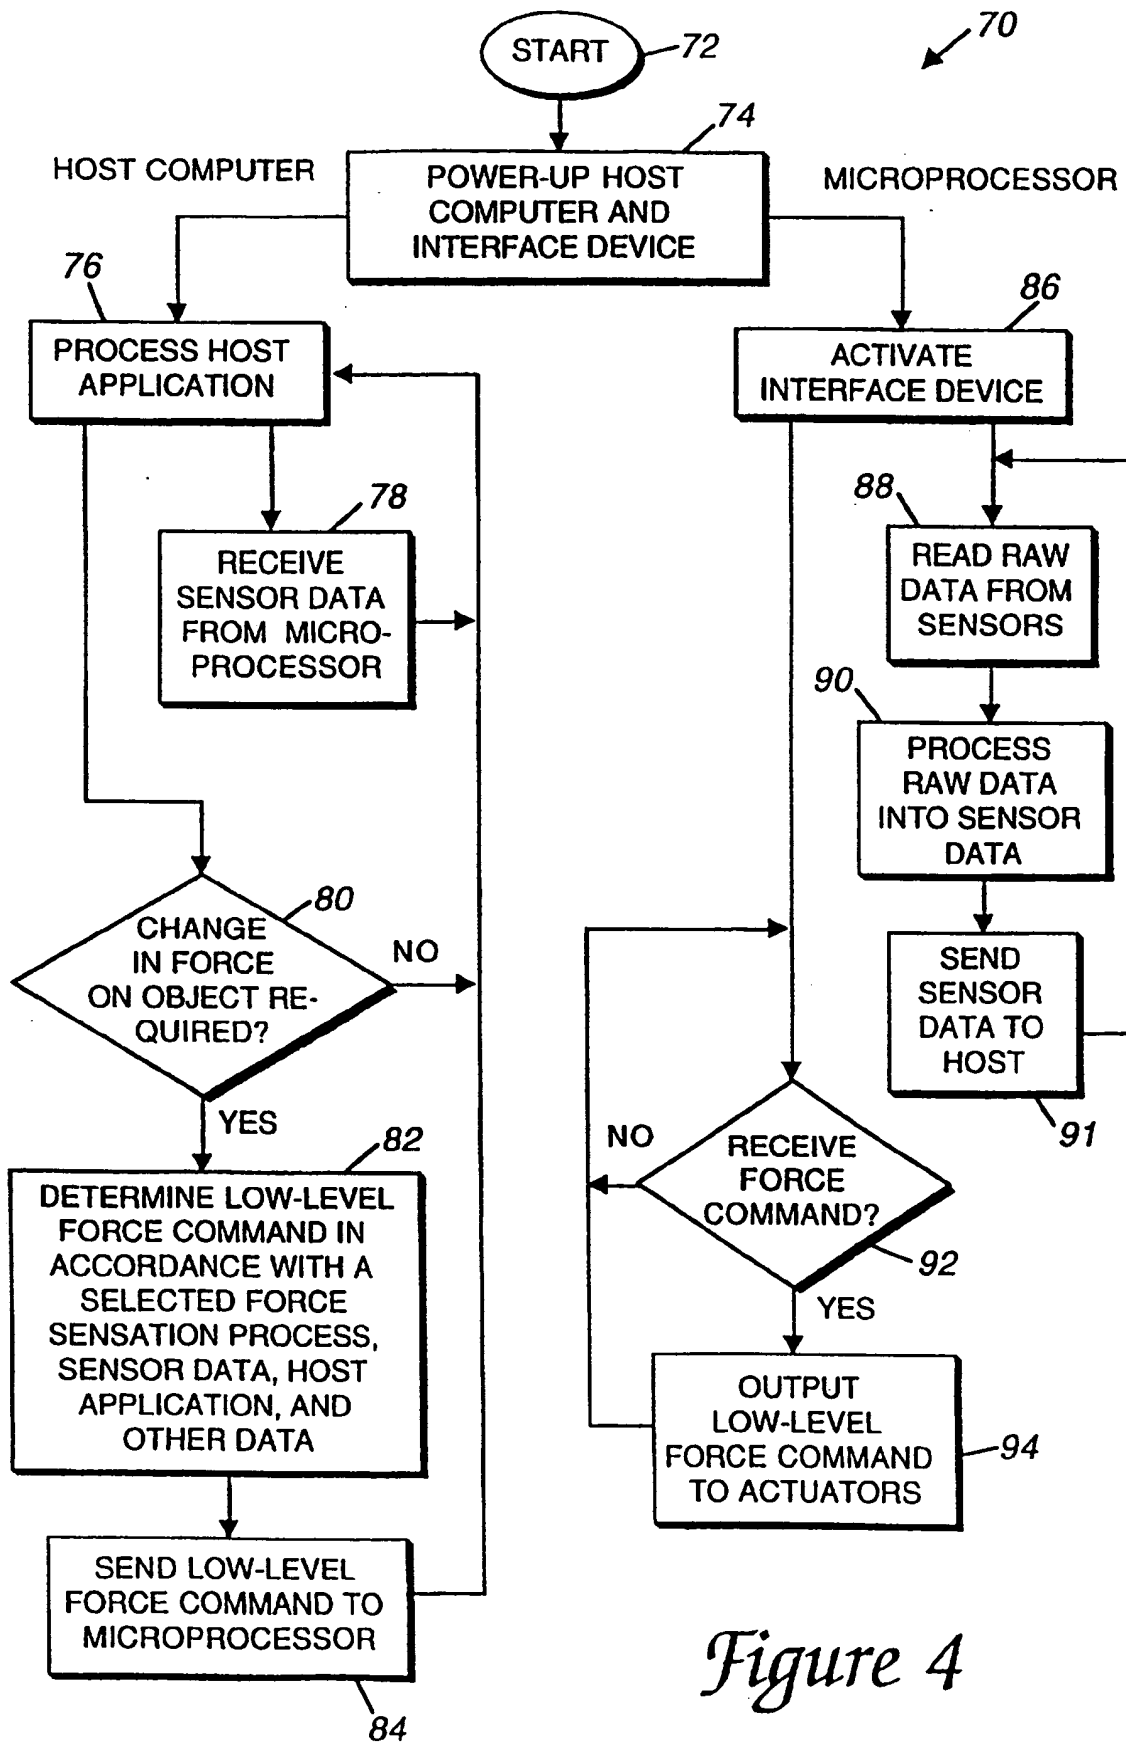 70
START
72
74
HOST COMPUTER
POWER-UP HOST
COMPUTER AND
INTERFACE DEVICE
MICROPROCESSOR
76
PROCESS HOST
APPLICATION
86
ACTIVATE
INTERFACE DEVICE
78
RECEIVE
SENSOR DATA
FROM MICRO-
PROCESSOR
88
READ RAW
DATA FROM
SENSORS
90
PROCESS
RAW DATA
INTO SENSOR
DATA
80
CHANGE
IN FORCE
ON OBJECT RE-
QUIRED?
NO
YES
SEND
SENSOR
DATA TO
HOST
91
82
DETERMINE LOW-LEVEL
FORCE COMMAND IN
ACCORDANCE WITH A
SELECTED FORCE
SENSATION PROCESS,
SENSOR DATA, HOST
APPLICATION, AND
OTHER DATA
NO
RECEIVE
FORCE
COMMAND?
92
YES
OUTPUT
LOW-LEVEL
FORCE COMMAND
TO ACTUATORS
94
SEND LOW-LEVEL
FORCE COMMAND TO
MICROPROCESSOR
84
Figure 4